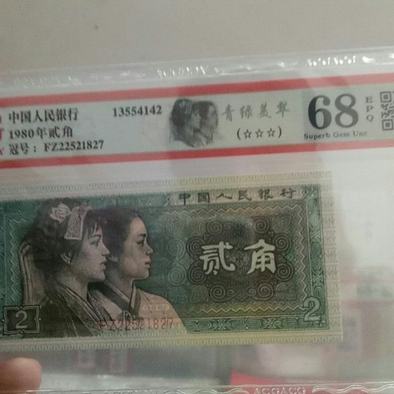 中国人民银行 13554142
1980年贰角
冠号：FZ22521827
青绿美翠
(☆☆☆)
68 EPQ
Superb Gem Unc
中国人民银行
贰角
2 2
FZ22521827